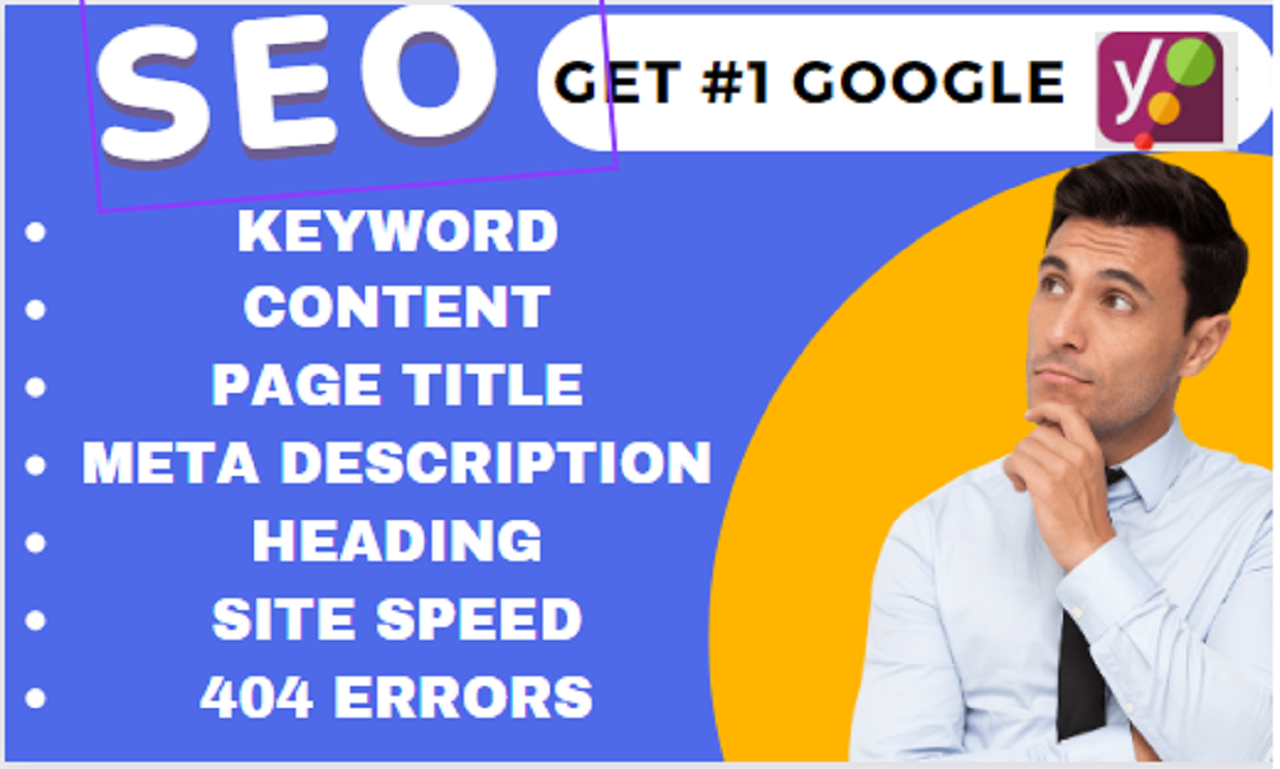 SEO
GET #1 GOOGLE
y
KEYWORD
CONTENT
PAGE TITLE
META DESCRIPTION
HEADING
SITE SPEED
404 ERRORS